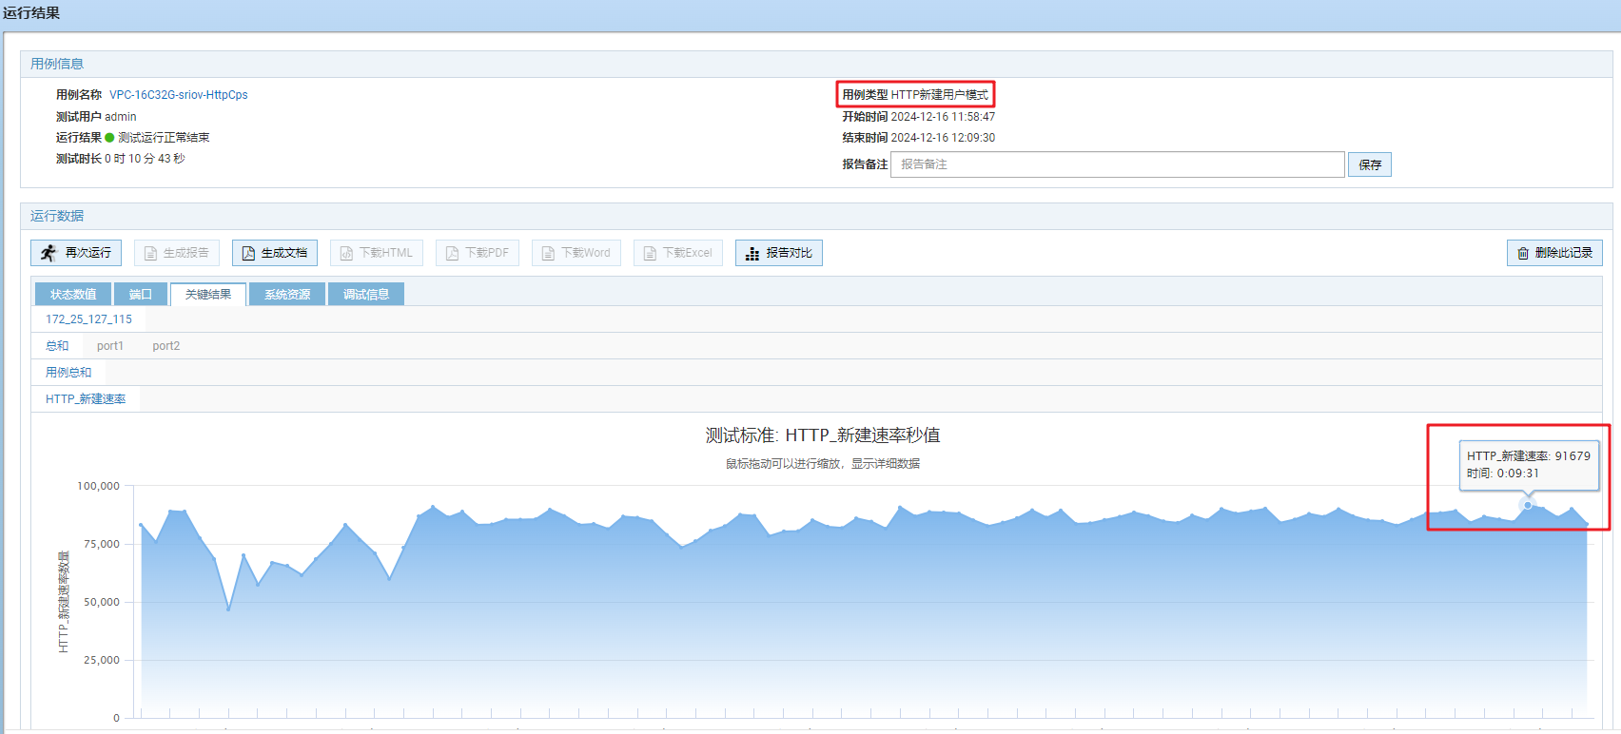 运行结果
用例信息
用例名称 VPC-16C32G-sriov-HttpCps
用例类型 HTTP新建用户模式
测试用户 admin
开始时间 2024-12-16 11:58:47
运行结果 测试运行正常结束
结束时间 2024-12-16 12:09:30
测试时长 0 时 10 分 43 秒
报告备注 报告备注 保存
运行数据
再次运行 生成报告 生成文档 下载HTML 下载PDF 下载Word 下载Excel 报告对比 删除此记录
状态数值 端口 关键结果 系统资源 调试信息
172_25_127_115
总和 port1 port2
用例总和
HTTP_新建速率
测试标准: HTTP_新建速率秒值
鼠标拖动可以进行缩放，显示详细数据
HTTP_新建速率: 91679
时间: 0:09:31
100,000
75,000
50,000
25,000
0
HTTP_新建速率数量